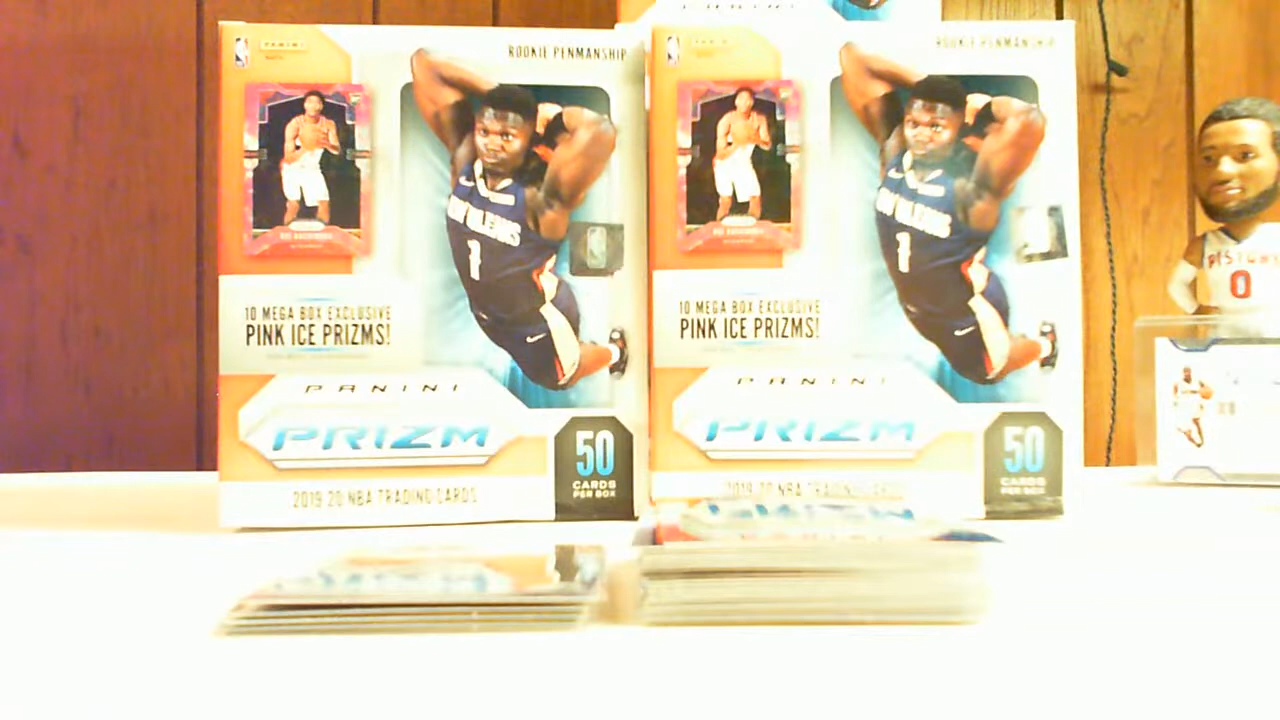 PANINI
ROOKIE PENMANSHIP
10 MEGA BOX EXCLUSIVE
PINK ICE PRIZMS!
NEW ORLEANS
1
PANINI
PRIZM
50
CARDS
PER BOX
2019-20 NBA TRADING CARDS
PANINI
ROOKIE PENMANSHIP
10 MEGA BOX EXCLUSIVE
PINK ICE PRIZMS!
NEW ORLEANS
1
PANINI
PRIZM
50
CARDS
PER BOX
2019-20 NBA TRADING CARDS
PISTONS
0